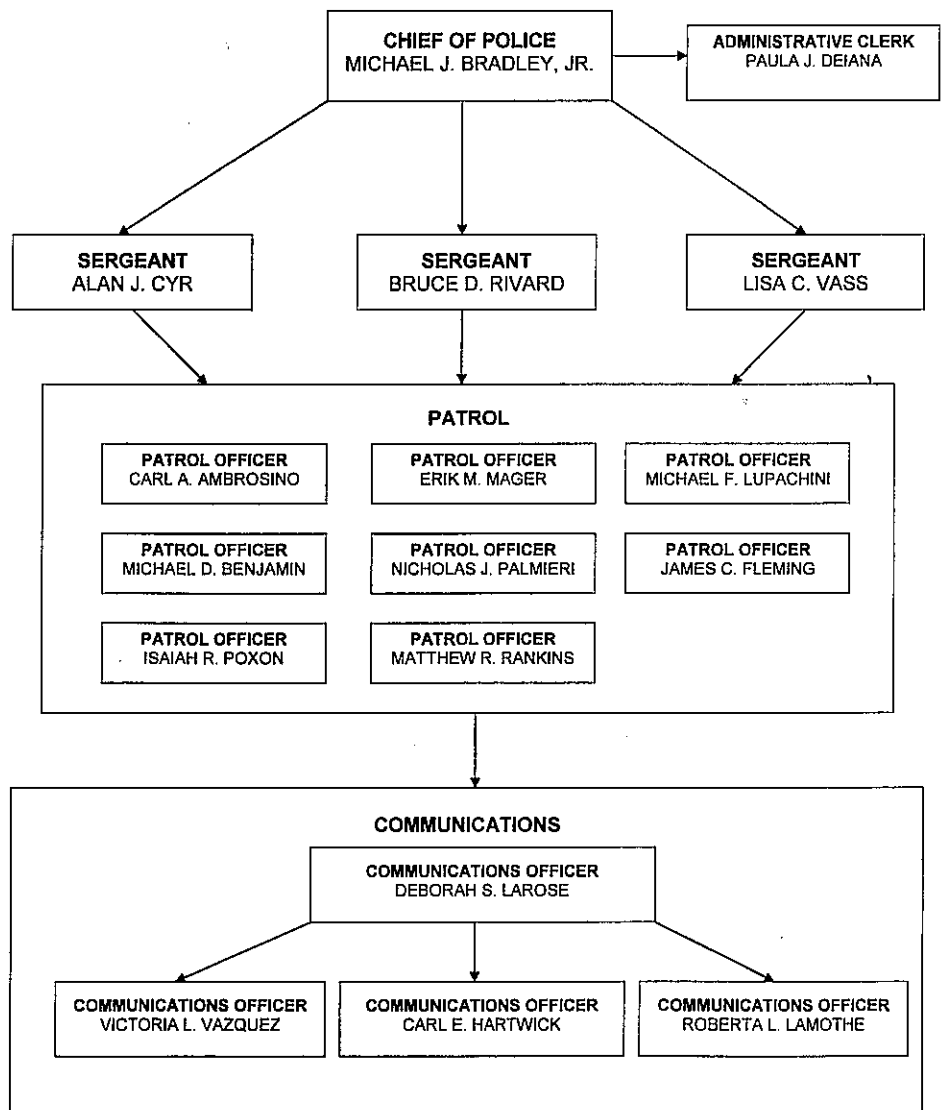 CHIEF OF POLICE
MICHAEL J. BRADLEY, JR.
ADMINISTRATIVE CLERK
PAULA J. DEIANA
SERGEANT
ALAN J. CYR
SERGEANT
BRUCE D. RIVARD
SERGEANT
LISA C. VASS
PATROL
PATROL OFFICER
CARL A. AMBROSINO
PATROL OFFICER
ERIK M. MAGER
PATROL OFFICER
MICHAEL F. LUPACHINI
PATROL OFFICER
MICHAEL D. BENJAMIN
PATROL OFFICER
NICHOLAS J. PALMIERI
PATROL OFFICER
JAMES C. FLEMING
PATROL OFFICER
ISAIAH R. POXON
PATROL OFFICER
MATTHEW R. RANKINS
COMMUNICATIONS
COMMUNICATIONS OFFICER
DEBORAH S. LAROSE
COMMUNICATIONS OFFICER
VICTORIA L. VAZQUEZ
COMMUNICATIONS OFFICER
CARL E. HARTWICK
COMMUNICATIONS OFFICER
ROBERTA L. LAMOTHE